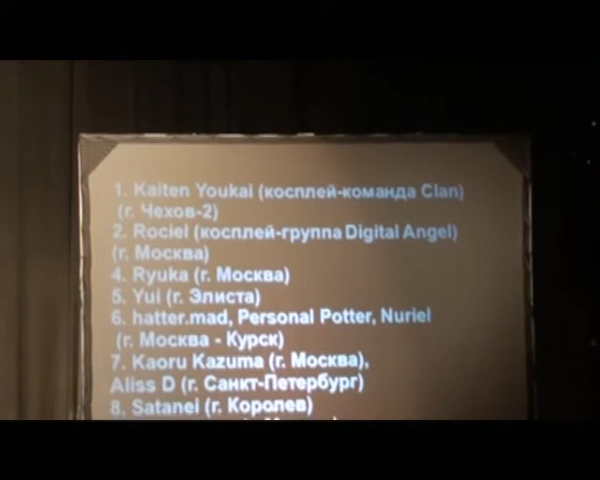 1. Kaiten Youkai (косплей-команда Clan)
(г. Чехов-2)
2. Rociel (косплей-группа Digital Angel)
(г. Москва)
4. Ryuka (г. Москва)
5. Yui (г. Элиста)
6. hatter.mad, Personal Potter, Nuriel
(г. Москва - Курск)
7. Kaoru Kazuma (г. Москва),
Aliss D (г. Санкт-Петербург)
8. Satanei (г. Королев)